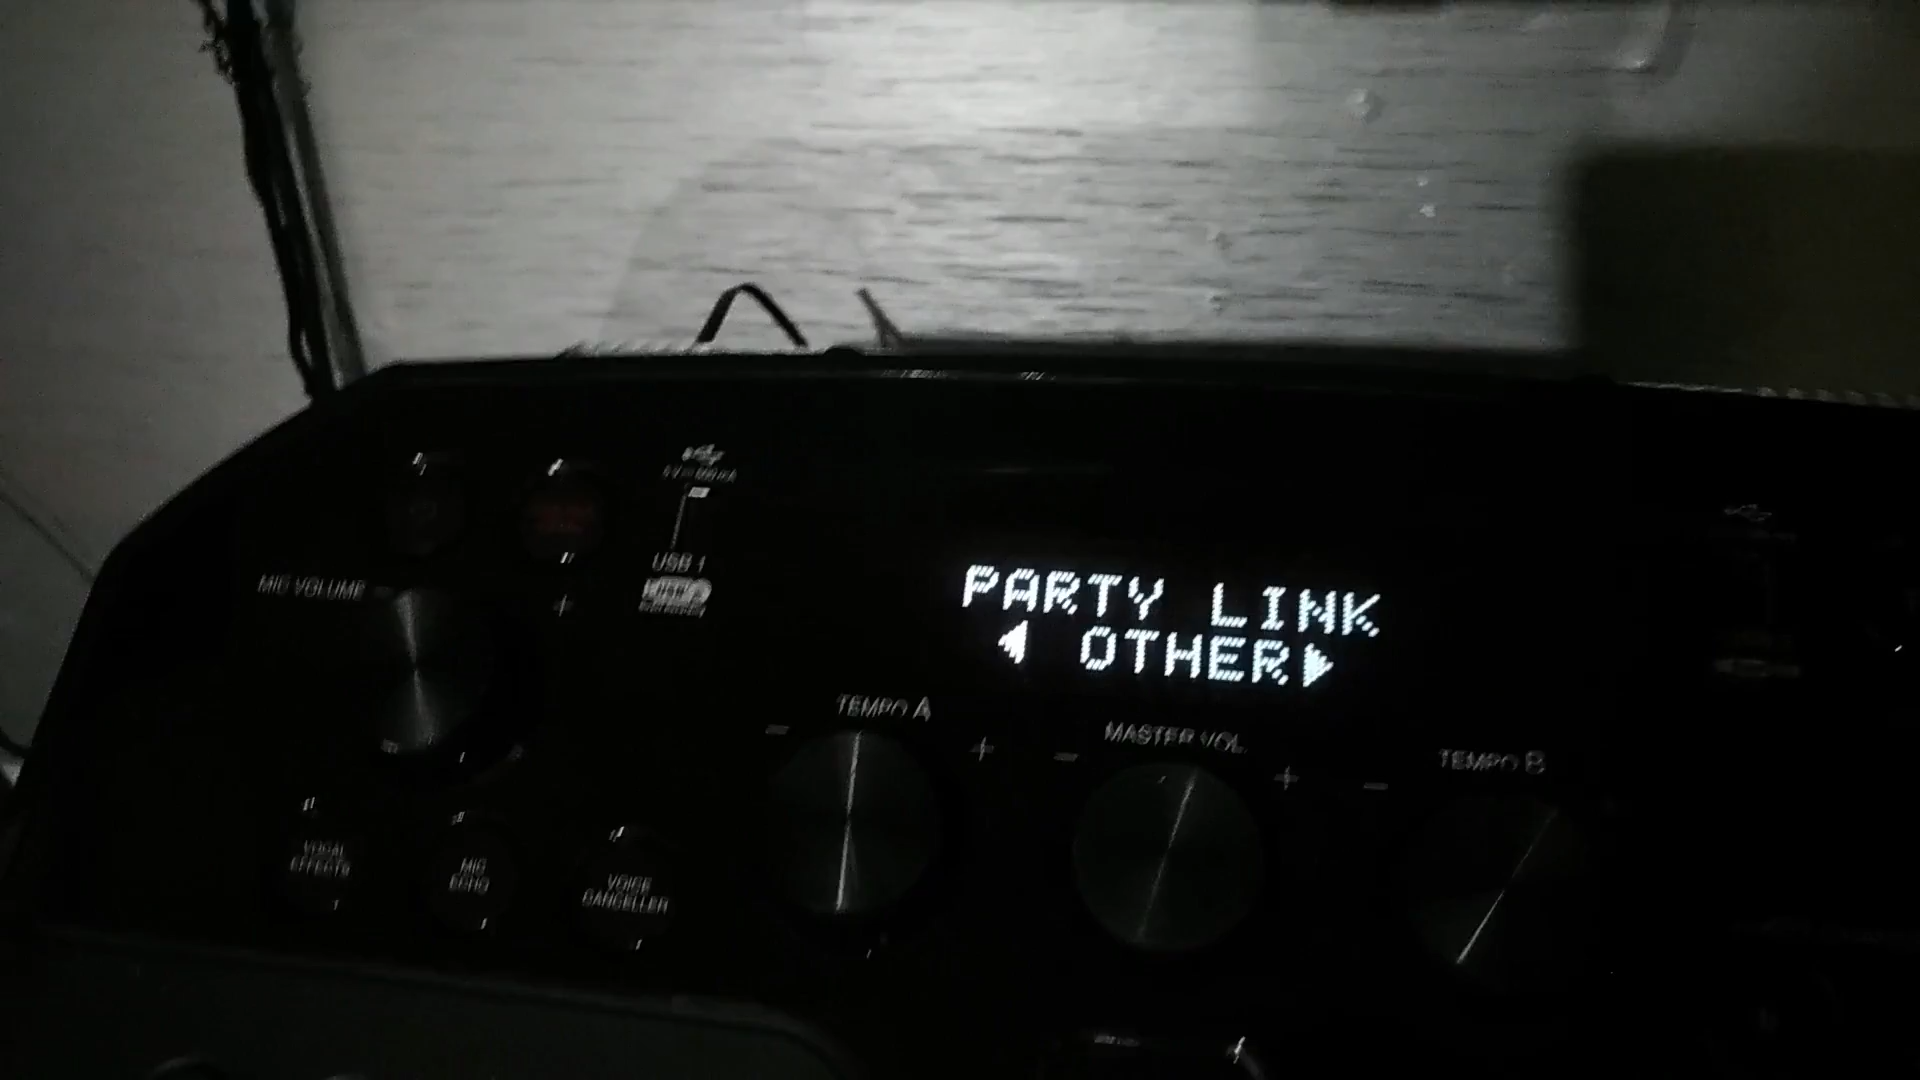 USB 1
MIC VOLUME
+
PARTY LINK
◀ OTHER▶
TEMPO A
- +
MASTER VOL.
- +
TEMPO B
-
VOCAL
EFFECTS
MIC
ECHO
VOICE
CANCELLER